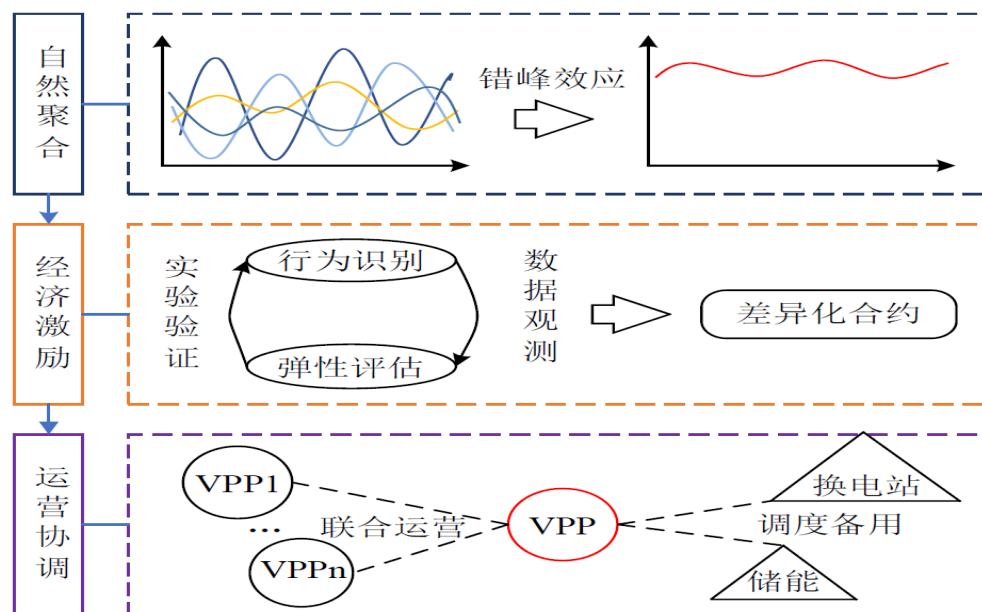 自然聚合
错峰效应
经济激励
实验验证
行为识别
弹性评估
数据观测
差异化合约
运营协调
VPP1
...
VPPn
联合运营
VPP
换电站
调度备用
储能